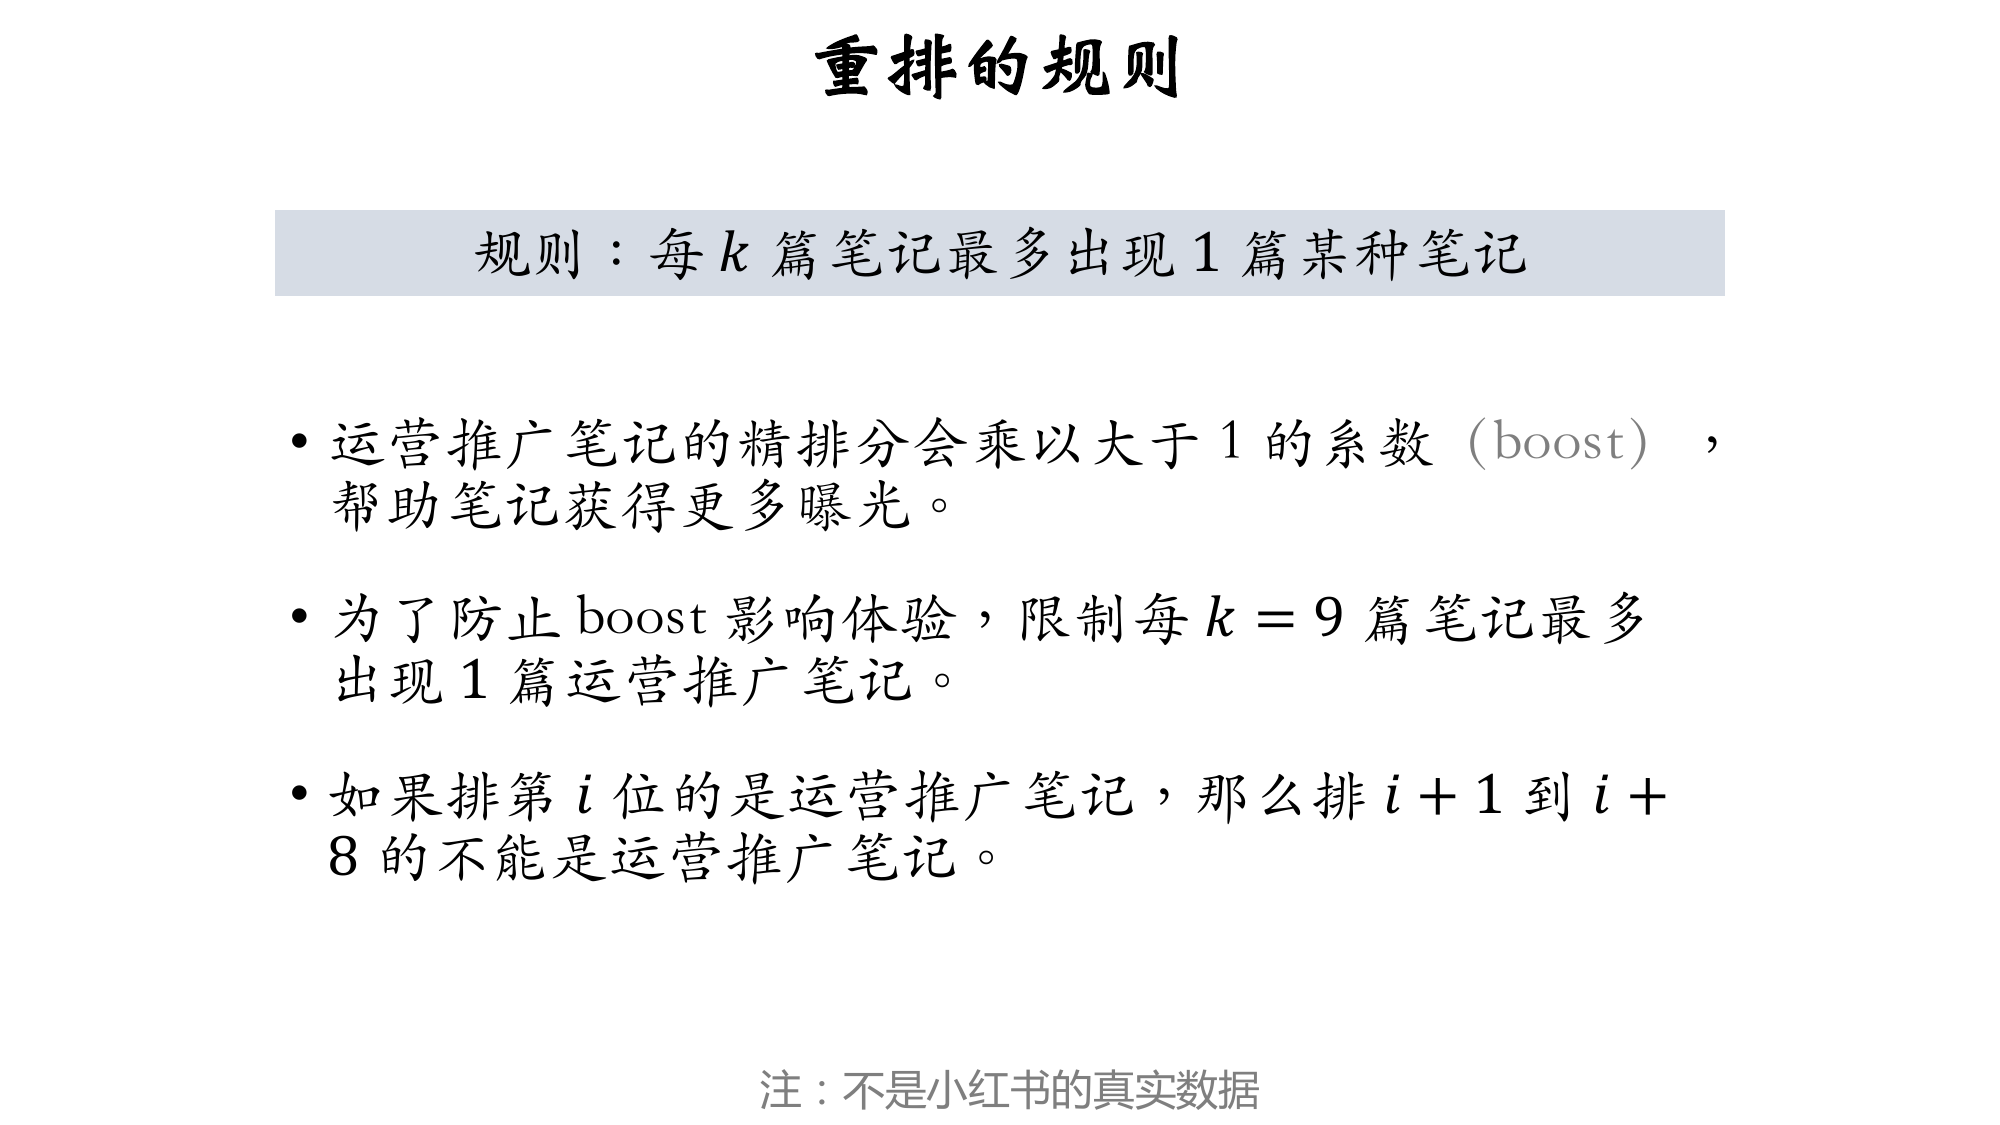 重排的规则
规则：每 k 篇笔记最多出现 1 篇某种笔记
• 运营推广笔记的精排分会乘以大于 1 的系数（boost），
帮助笔记获得更多曝光。
• 为了防止 boost 影响体验，限制每 k = 9 篇笔记最多
出现 1 篇运营推广笔记。
• 如果排第 i 位的是运营推广笔记，那么排 i + 1 到 i +
8 的不能是运营推广笔记。
注：不是小红书的真实数据